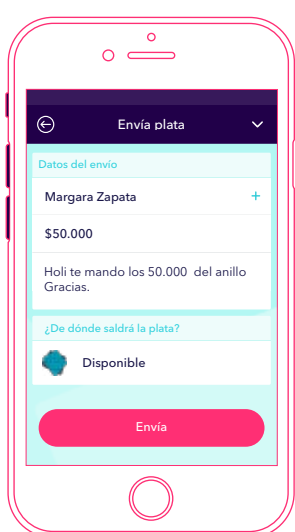 Envía plata
Datos del envío
Margara Zapata
$50.000
Holi te mando los 50.000 del anillo
Gracias.
¿De dónde saldrá la plata?
Disponible
Envía